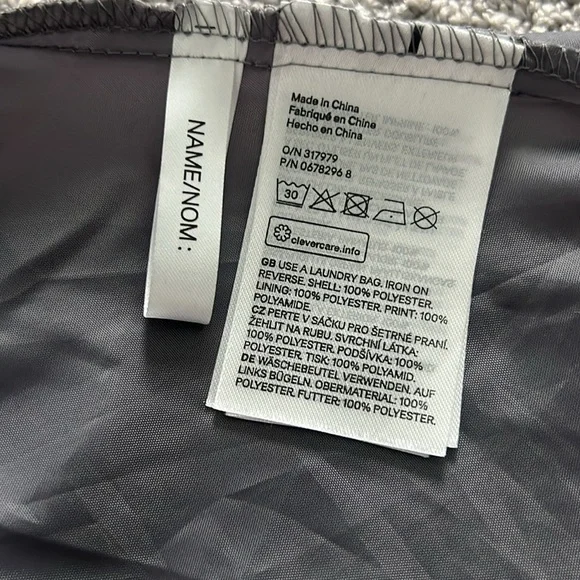 NAME/NOM:
Made in China
Fabriqué en China
Hecho en China
O/N 317979
P/N 0678296 8
30
clevercare.info
GB USE A LAUNDRY BAG. IRON ON
REVERSE. SHELL: 100% POLYESTER.
LINING: 100% POLYESTER. PRINT: 100%
POLYAMIDE.
CZ PERTE V SÁČKU PRO ŠETRNÉ PRANÍ.
ŽEHLIT NA RUBU. SVRCHNÍ LÁTKA:
100% POLYESTER. PODŠÍVKA: 100%
POLYESTER. TISK: 100% POLYAMID.
DE WÄSCHEBEUTEL VERWENDEN. AUF
LINKS BÜGELN. OBERMATERIAL: 100%
POLYESTER. FUTTER: 100% POLYESTER.